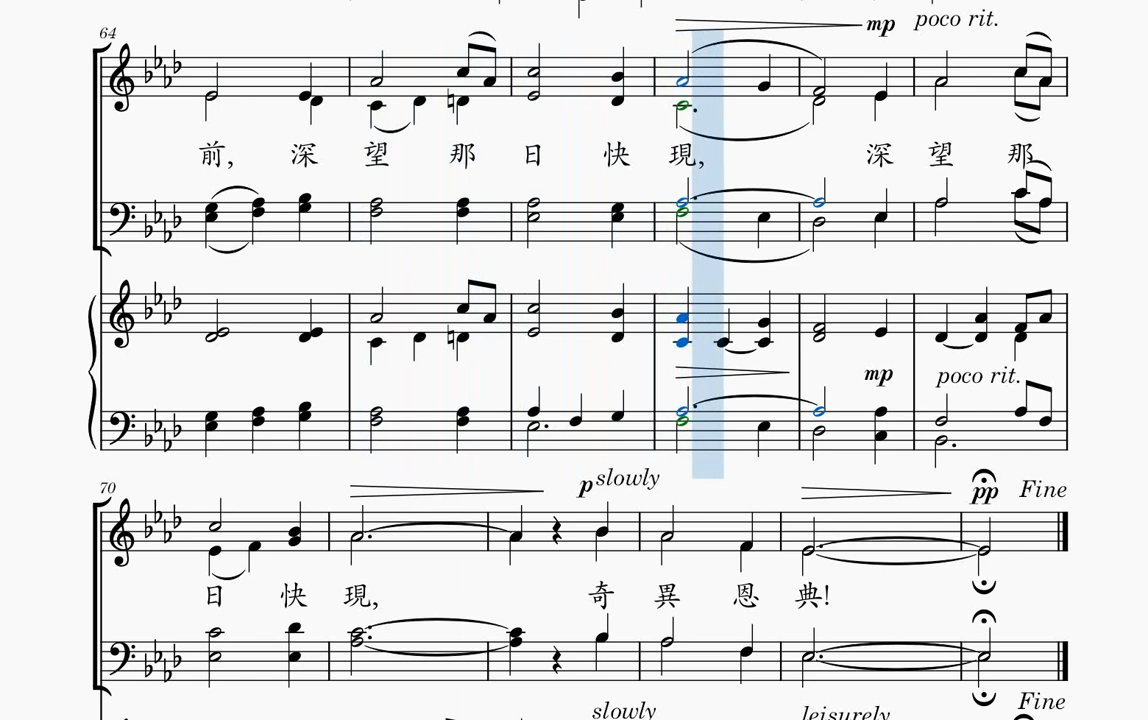 64
mp poco rit.
前, 深 望 那 日 快 現, 深 望 那
mp poco rit.
70
p slowly pp Fine
日 快 現, 奇 異 恩 典!
slowly leisurely Fine